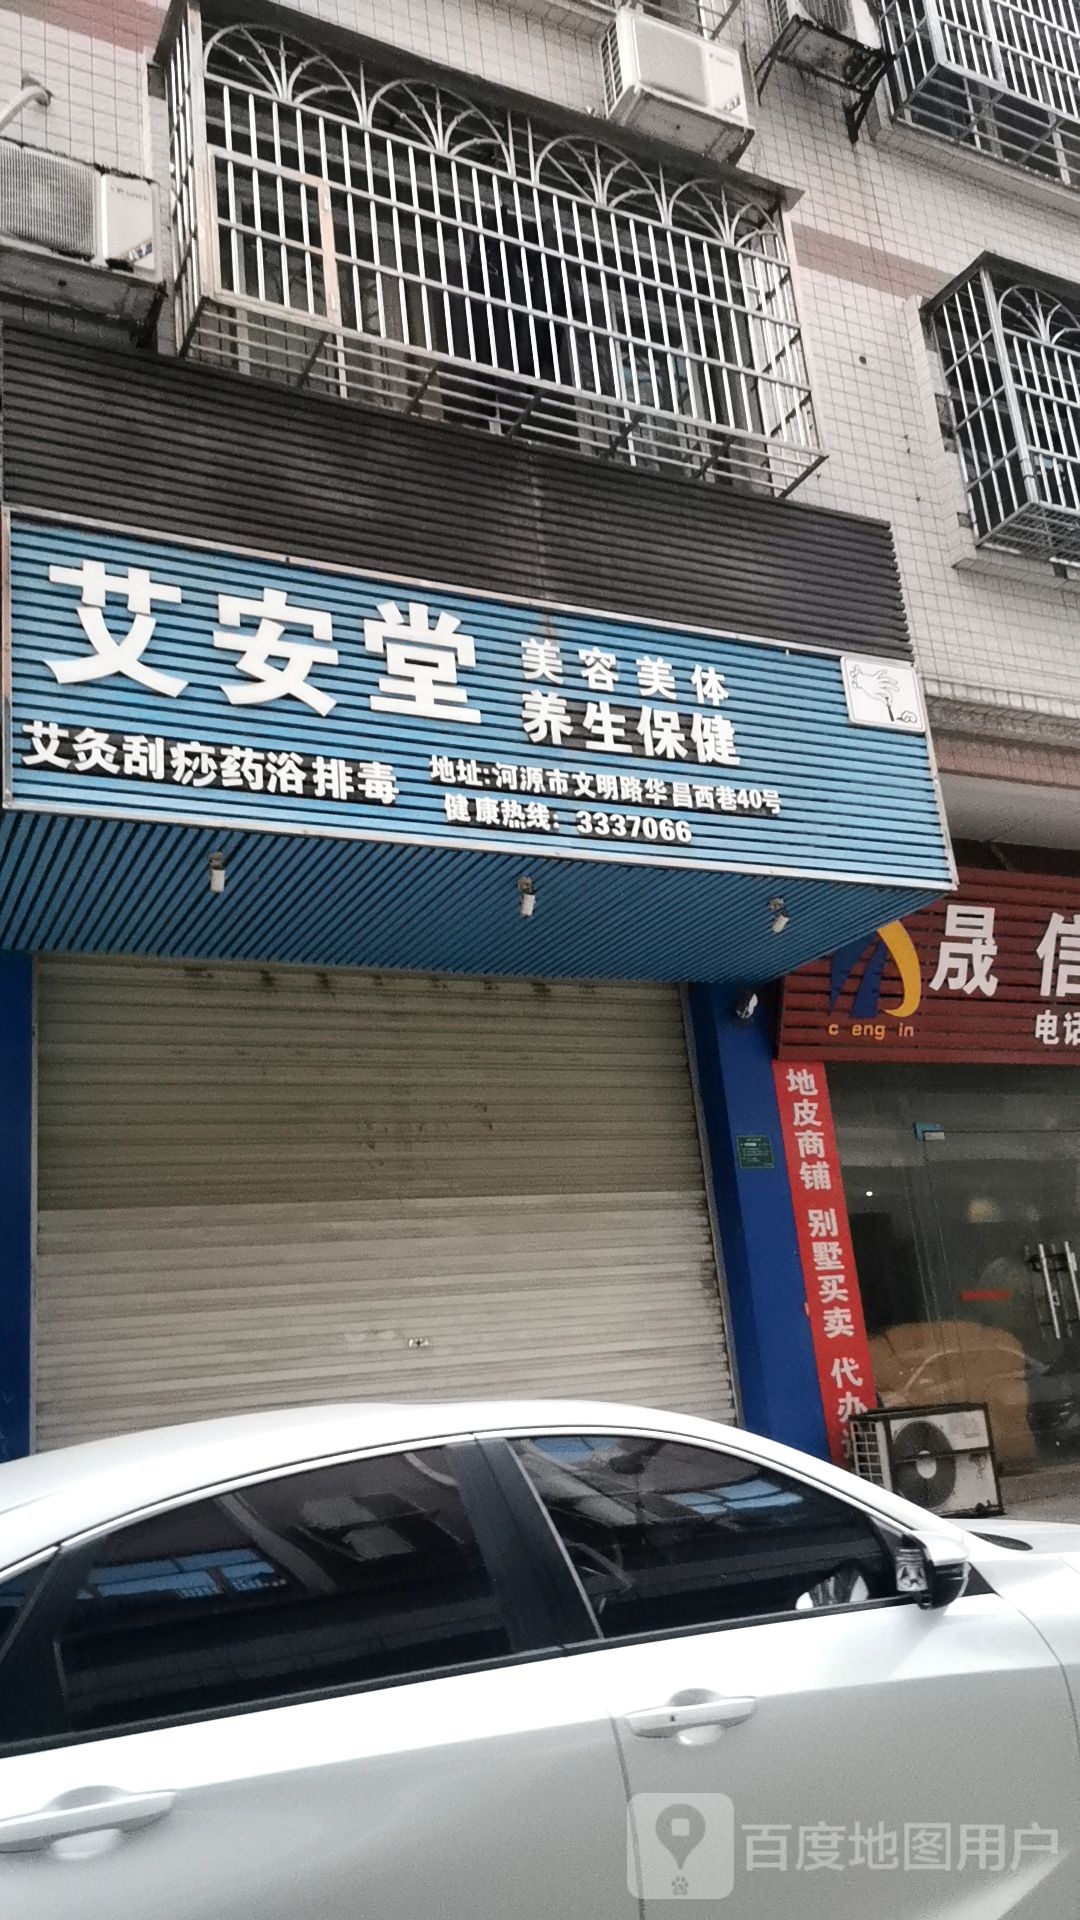 艾安堂
美容美体
养生保健
艾灸刮痧药浴排毒
地址:河源市文明路华昌西巷40号
健康热线: 3337066
晟信
c eng in
电话
地皮商铺 别墅买卖 代办
百度地图用户